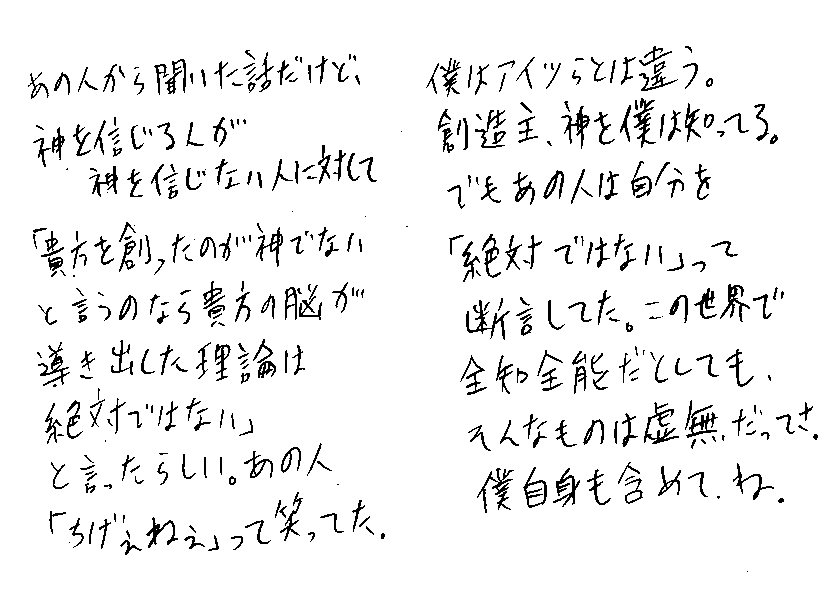 あの人から聞いた話だけど、
神を信じる人が
神を信じない人に対して
「貴方を創ったのが神でない
と言うのなら貴方の脳が
導き出した理論は
絶対ではない」
と言ったらしい。あの人
「ちげぇねぇ」って笑ってた.
僕はアイツらとは違う。
創造主、神を僕は知ってる。
でもあの人は自分を
「絶対ではない」って
断言してた。この世界で
全知全能だとしても、
そんなものは虚無だってさ.
僕自身も含めて、ね.